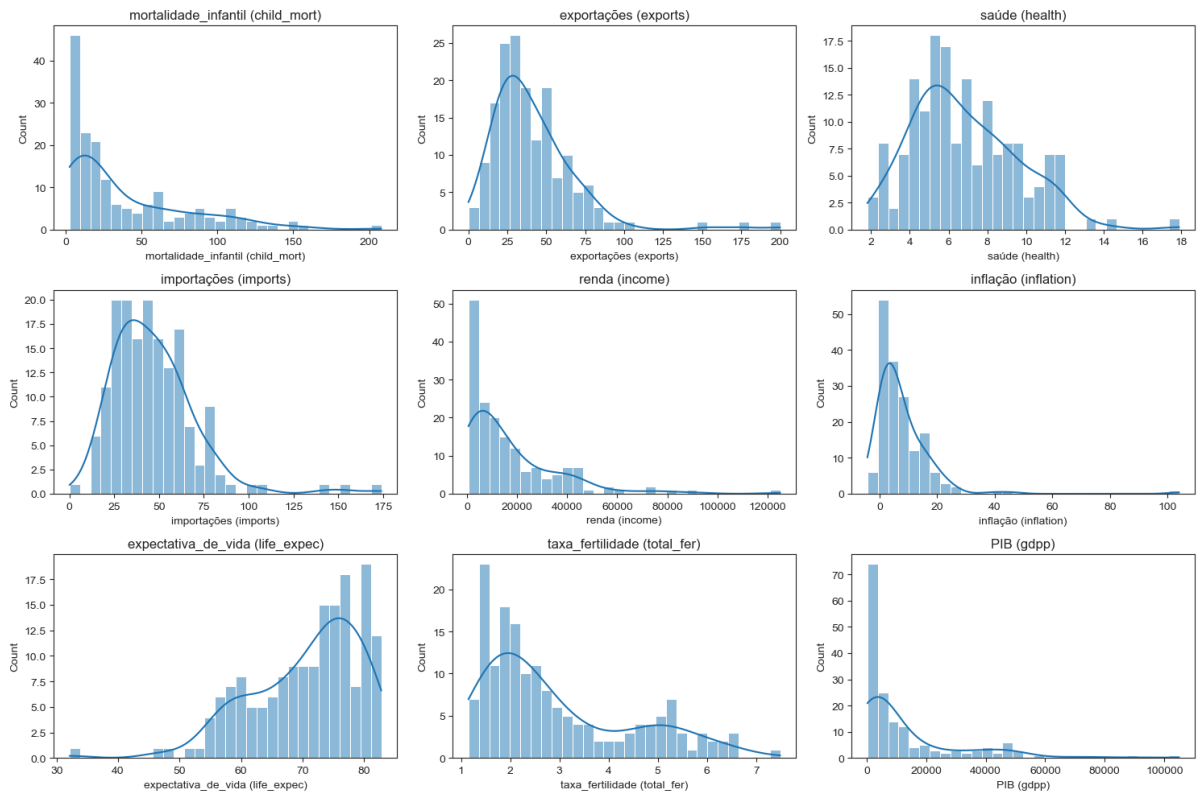 mortalidade_infantil (child_mort)
Count
40
30
20
10
0
0 50 100 150 200
mortalidade_infantil (child_mort)
exportações (exports)
Count
25
20
15
10
5
0
0 25 50 75 100 125 150 175 200
exportações (exports)
saúde (health)
Count
17.5
15.0
12.5
10.0
7.5
5.0
2.5
0.0
2 4 6 8 10 12 14 16 18
saúde (health)
importações (imports)
Count
20.0
17.5
15.0
12.5
10.0
7.5
5.0
2.5
0.0
0 25 50 75 100 125 150 175
importações (imports)
renda (income)
Count
50
40
30
20
10
0
0 20000 40000 60000 80000 100000 120000
renda (income)
inflação (inflation)
Count
50
40
30
20
10
0
0 20 40 60 80 100
inflação (inflation)
expectativa_de_vida (life_expec)
Count
17.5
15.0
12.5
10.0
7.5
5.0
2.5
0.0
30 40 50 60 70 80
expectativa_de_vida (life_expec)
taxa_fertilidade (total_fer)
Count
20
15
10
5
0
1 2 3 4 5 6 7
taxa_fertilidade (total_fer)
PIB (gdpp)
Count
70
60
50
40
30
20
10
0
0 20000 40000 60000 80000 100000
PIB (gdpp)